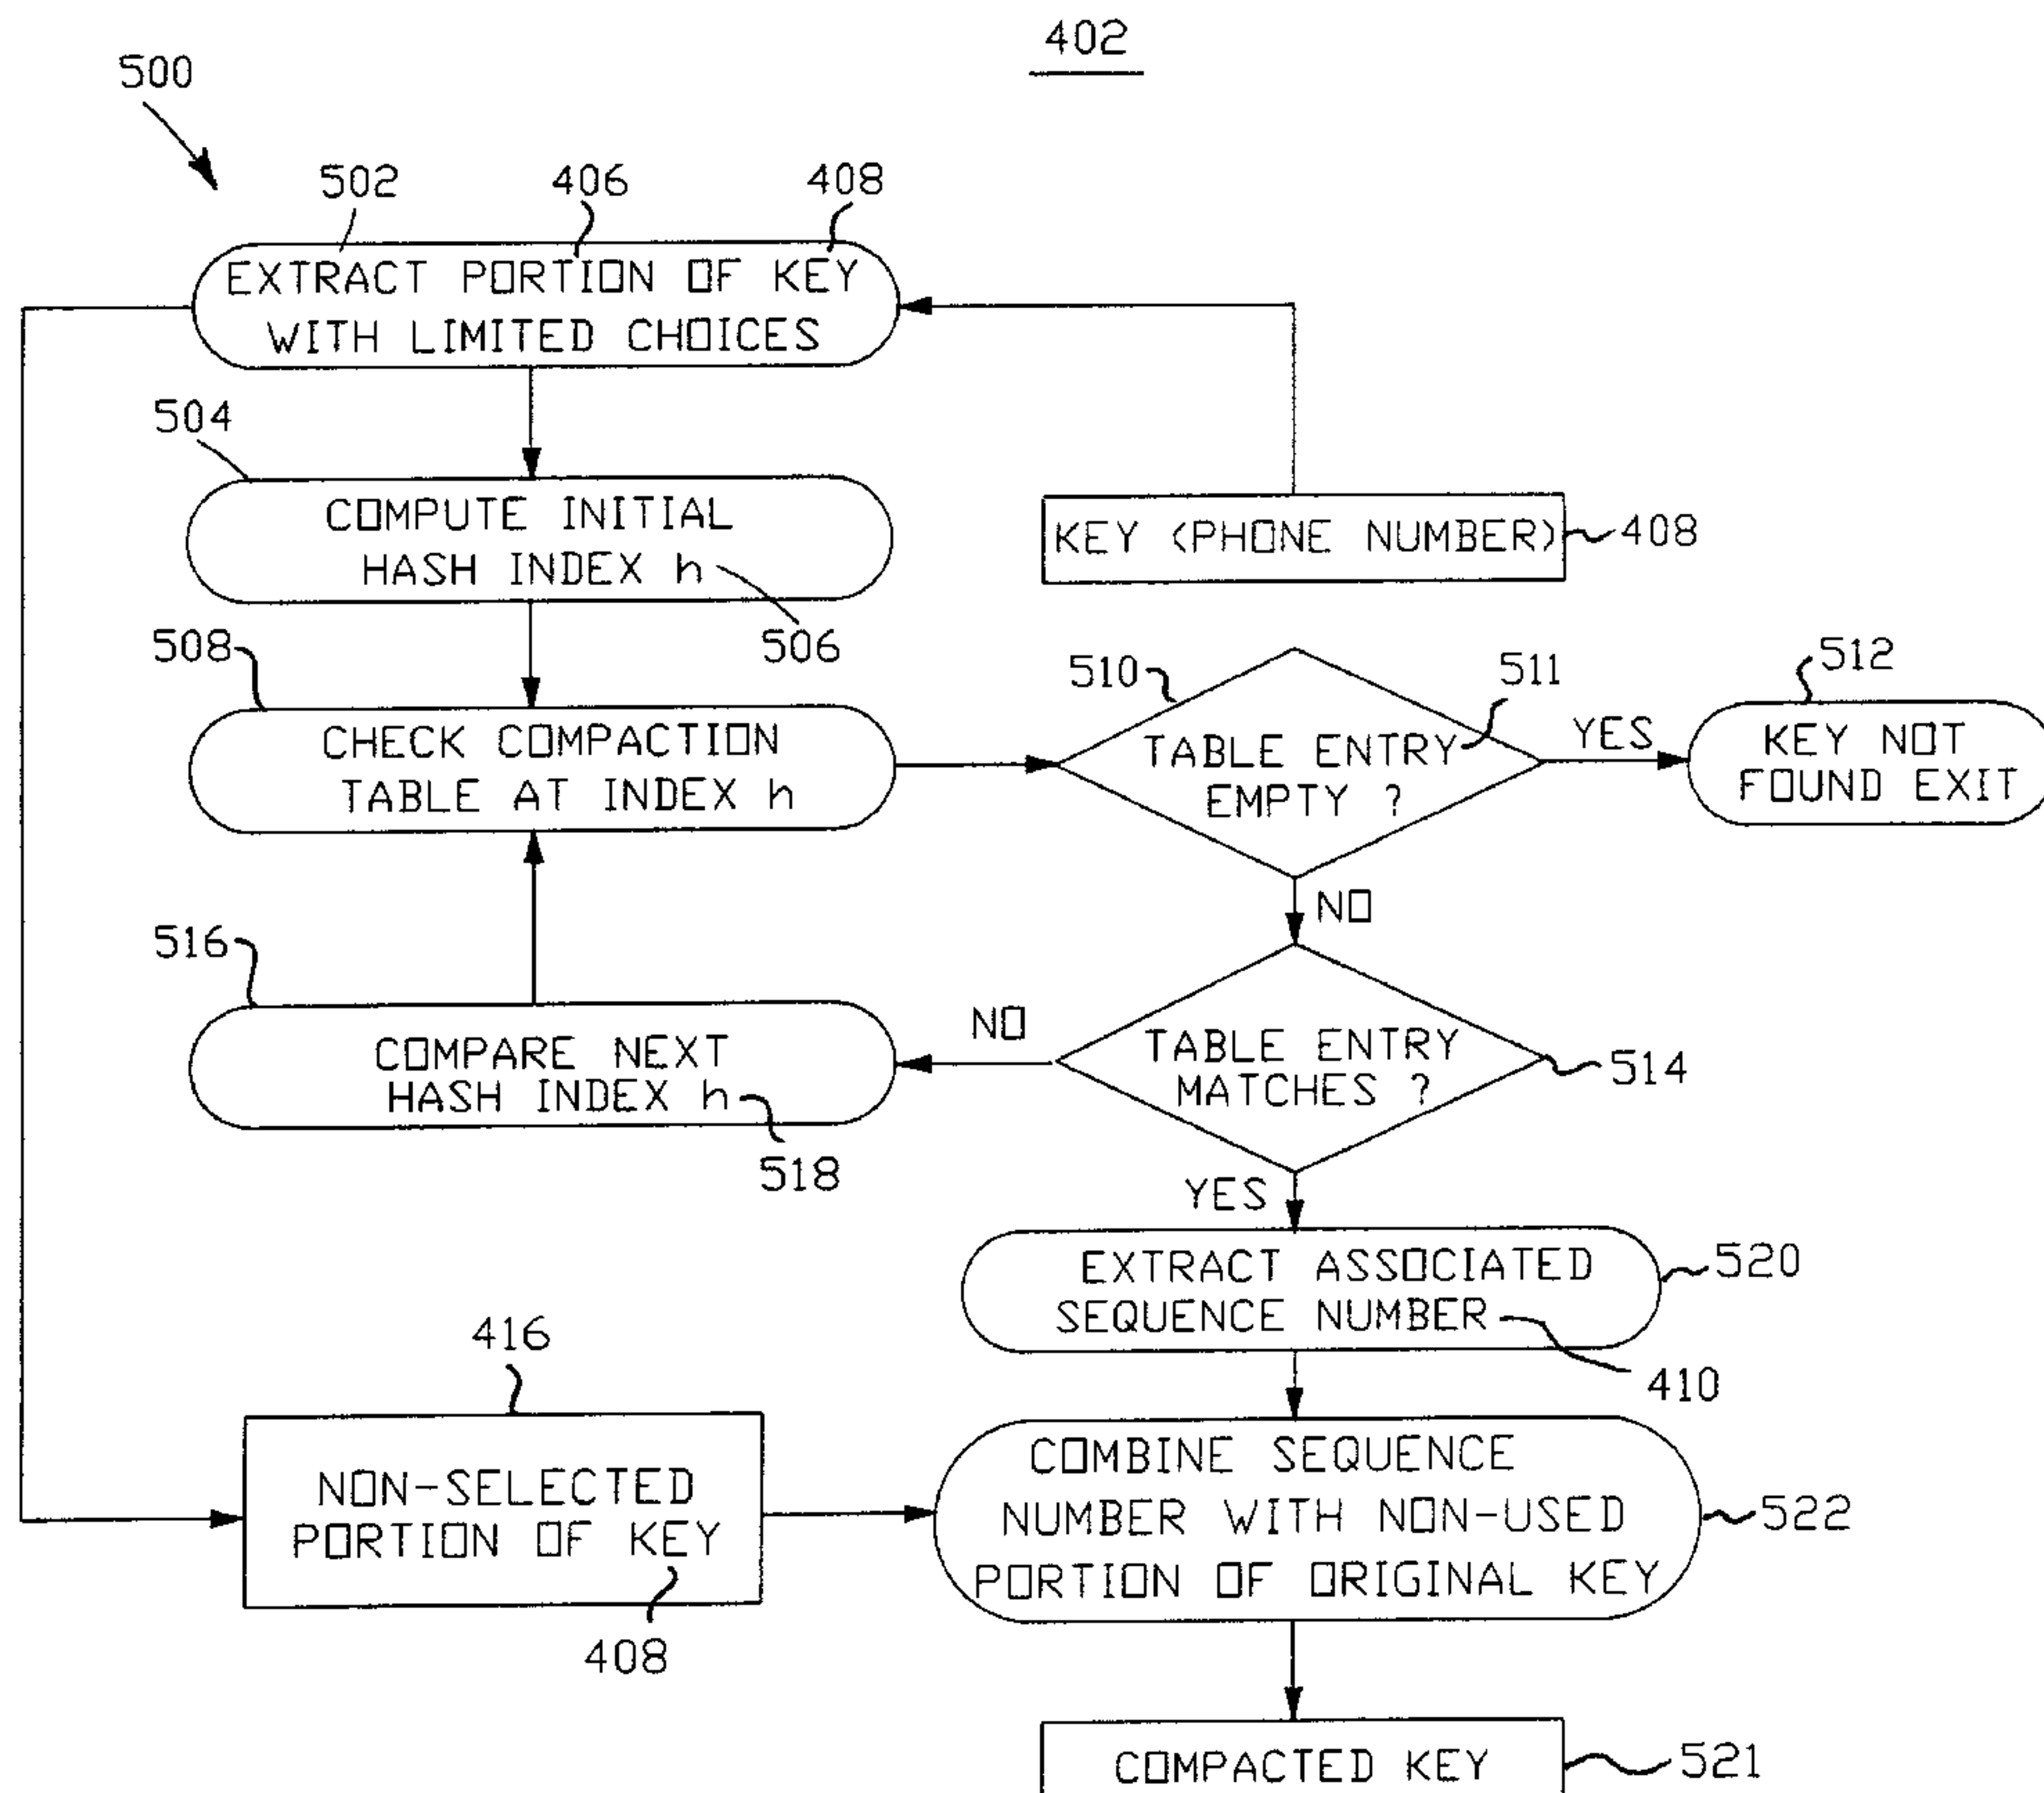 402
500
502
406
408
EXTRACT PORTION OF KEY
WITH LIMITED CHOICES
504
COMPUTE INITIAL
HASH INDEX h
506
KEY (PHONE NUMBER)
408
508
CHECK COMPACTION
TABLE AT INDEX h
510
511
TABLE ENTRY
EMPTY ?
YES
512
KEY NOT
FOUND EXIT
NO
516
COMPARE NEXT
HASH INDEX h
518
NO
TABLE ENTRY
MATCHES ?
514
YES
EXTRACT ASSOCIATED
SEQUENCE NUMBER
520
410
416
NON-SELECTED
PORTION OF KEY
408
COMBINE SEQUENCE
NUMBER WITH NON-USED
PORTION OF ORIGINAL KEY
522
COMPACTED KEY
521